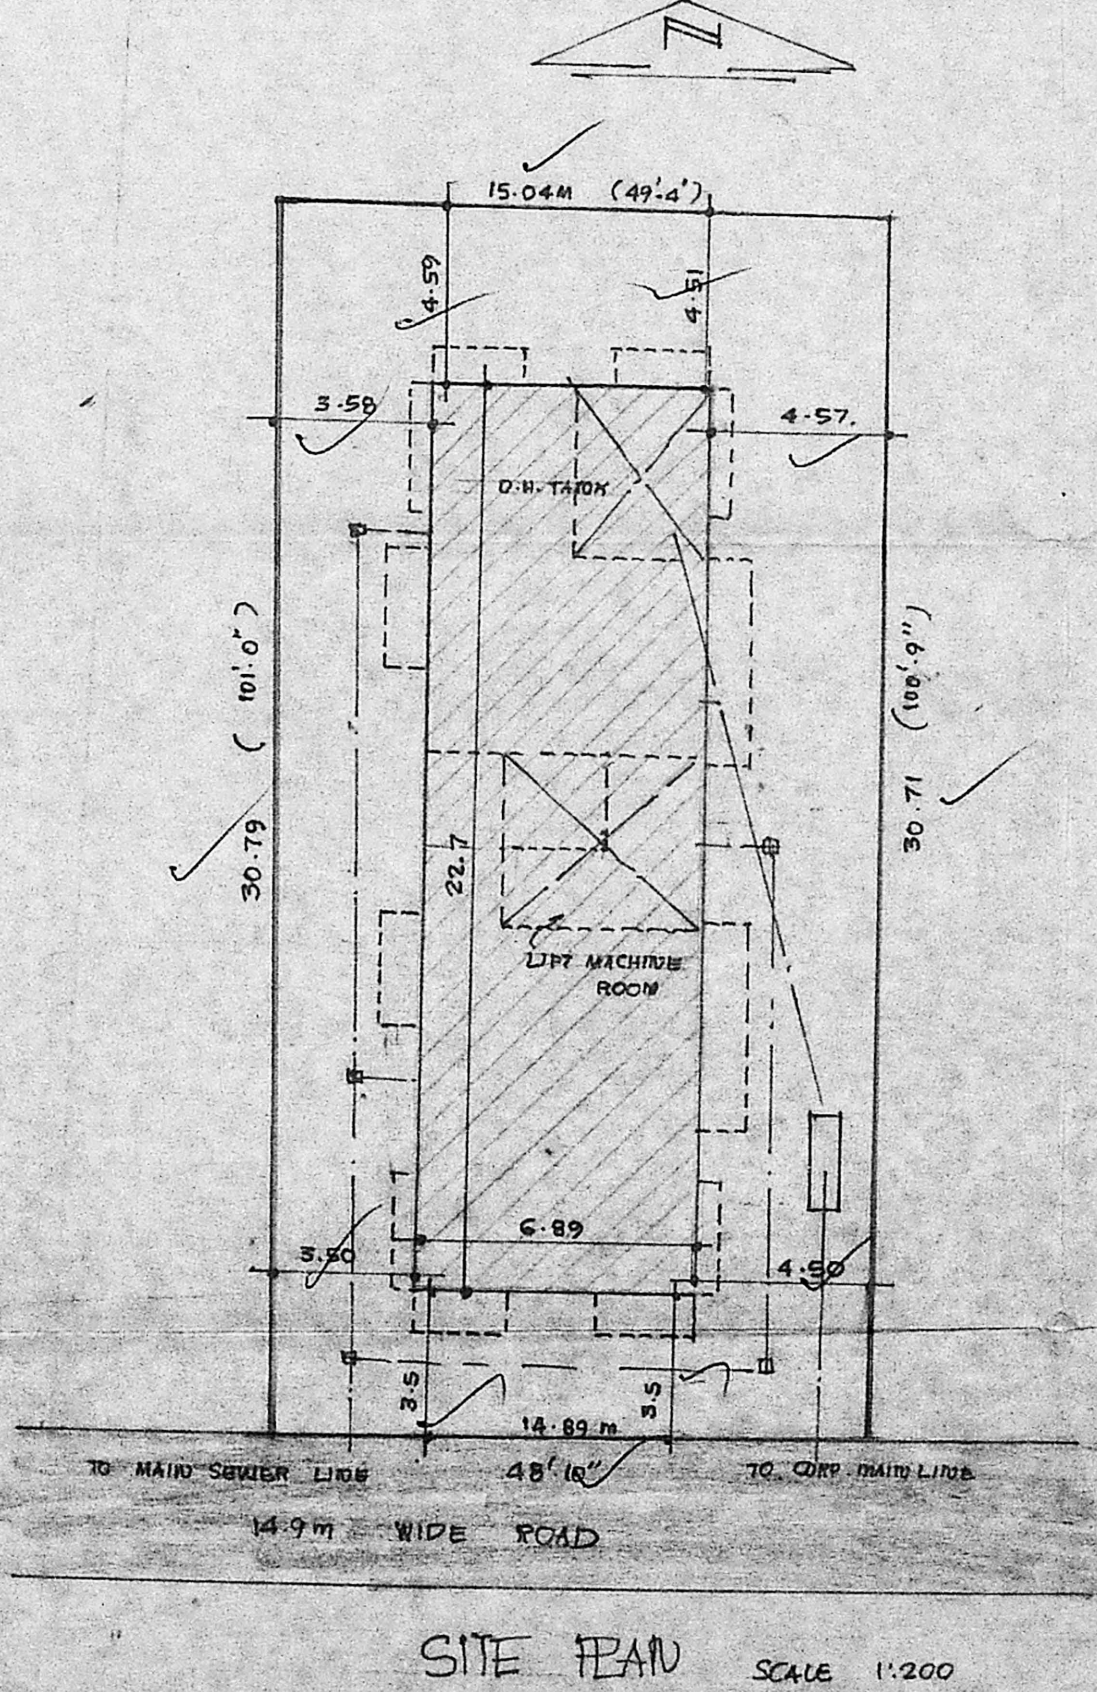 N
15.04M (49'-4')
4.59
4.51
3.58
4.57.
O.H. TANK
30.79 (101'.0")
30.71 (100'.9")
22.7
LIFT MACHINE
ROOM
6.89
3.50
4.50
3.5
3.5
14.89 m
TO MAIN SEWER LINE
48'.10"
TO CORP. MAIN LINE
14.9m WIDE ROAD
SITE PLAN
SCALE 1:200